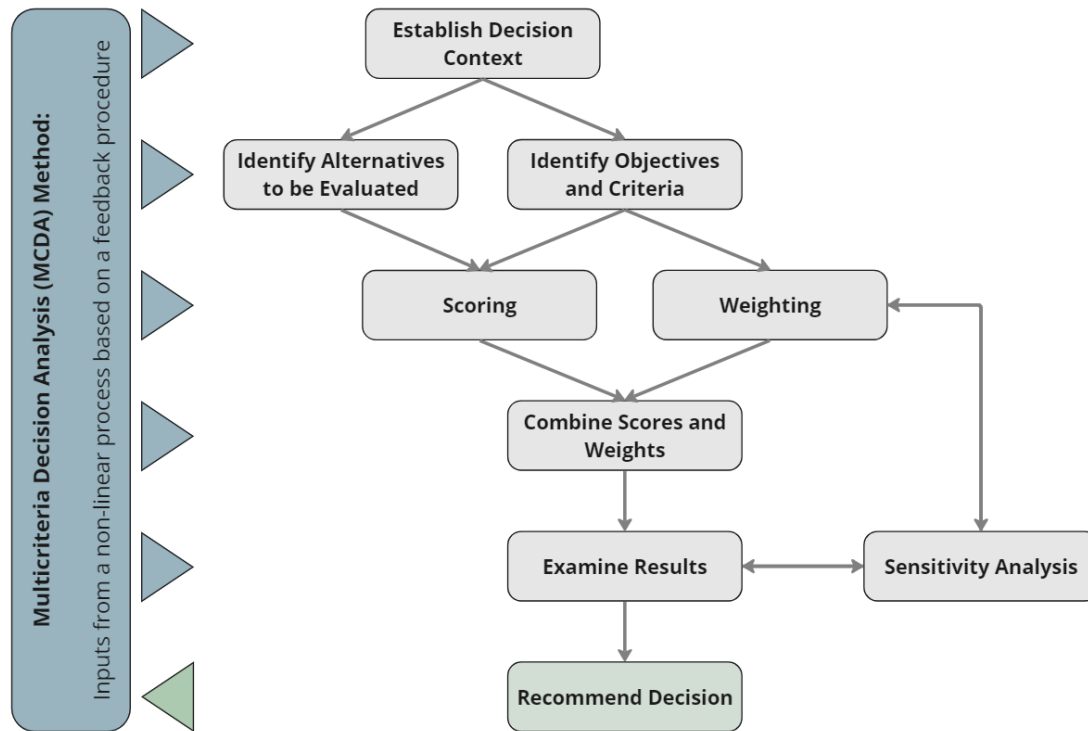 Multicriteria Decision Analysis (MCDA) Method:
Inputs from a non-linear process based on a feedback procedure
Establish Decision
Context
Identify Alternatives
to be Evaluated
Identify Objectives
and Criteria
Scoring
Weighting
Combine Scores and
Weights
Examine Results
Sensitivity Analysis
Recommend Decision